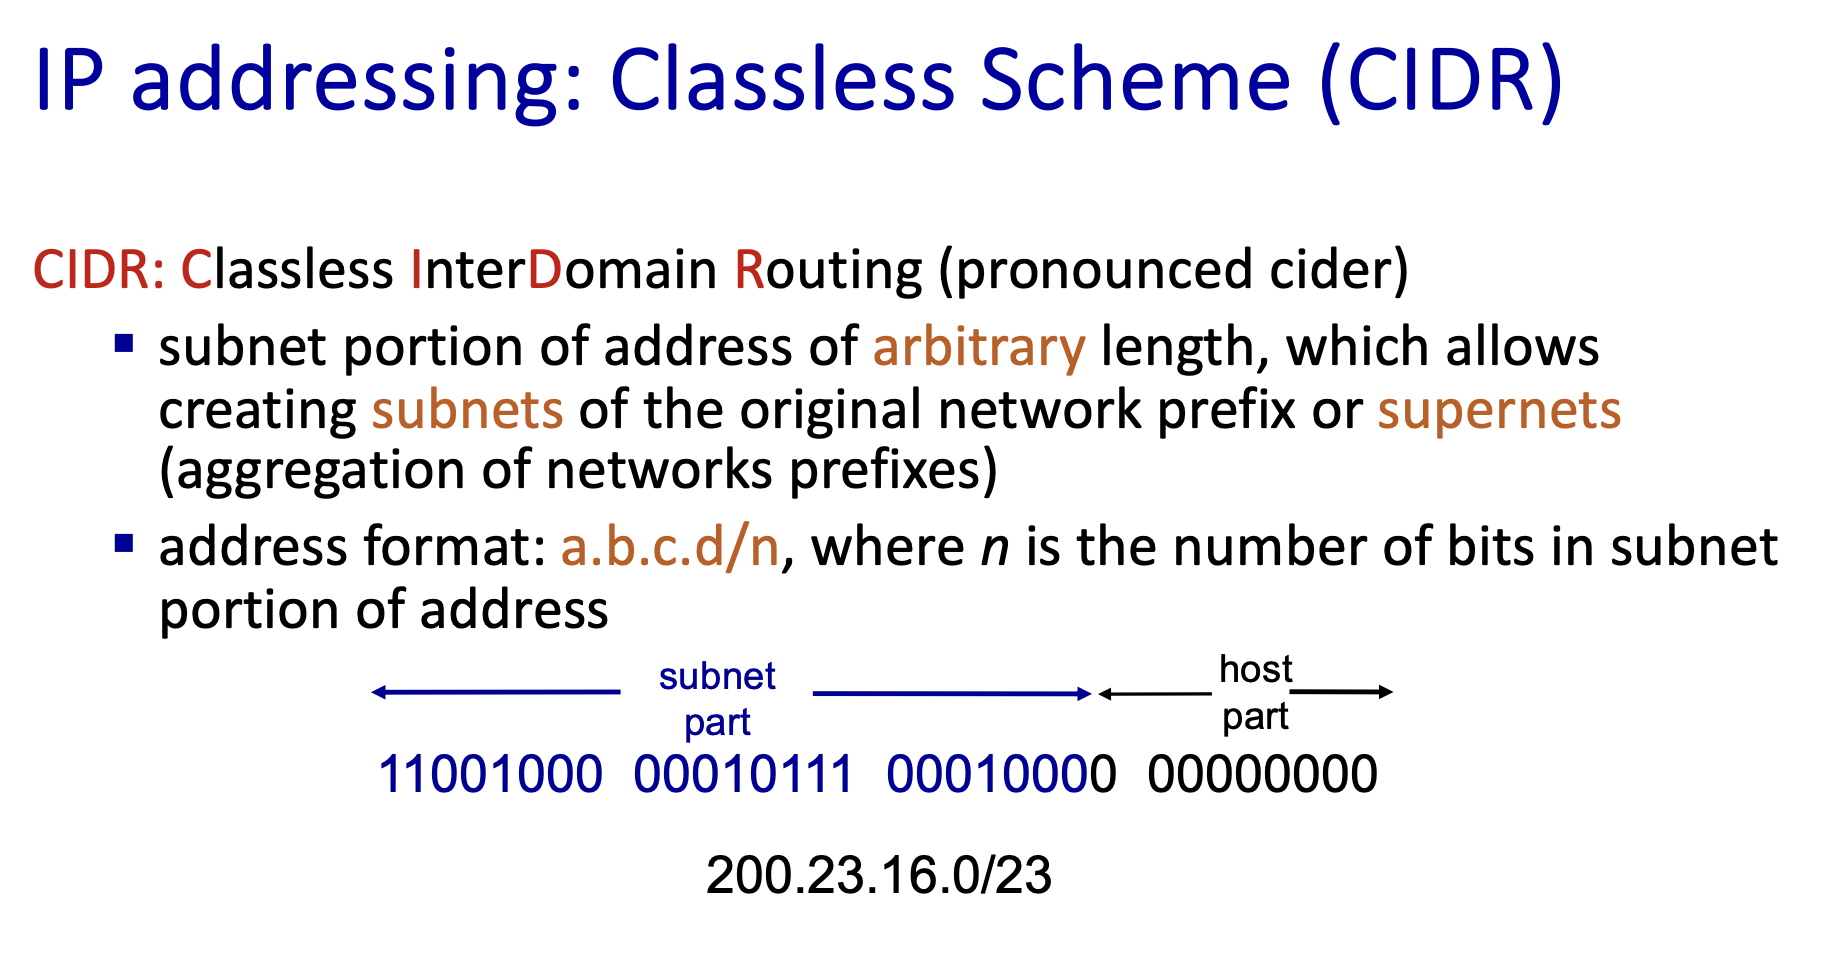 IP addressing: Classless Scheme (CIDR)
CIDR: Classless InterDomain Routing (pronounced cider)
▪ subnet portion of address of arbitrary length, which allows
creating subnets of the original network prefix or supernets
(aggregation of networks prefixes)
▪ address format: a.b.c.d/n, where n is the number of bits in subnet
portion of address
subnet
part
host
part
11001000 00010111 00010000 00000000
200.23.16.0/23